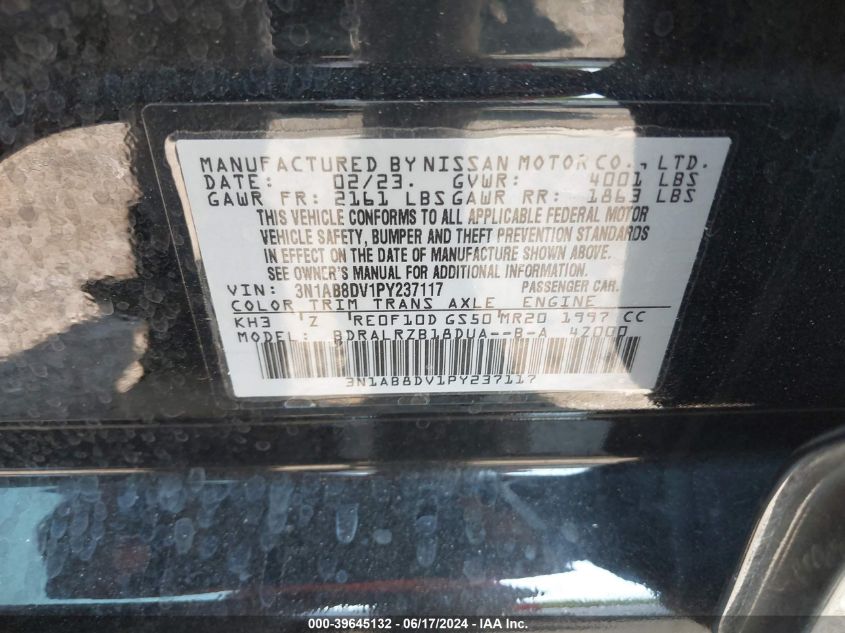 MANUFACTURED BY NISSAN MOTOR CO., LTD.
DATE: 02/23. GVWR: 4001 LBS
GAWR FR: 2161 LBS GAWR RR: 1863 LBS
THIS VEHICLE CONFORMS TO ALL APPLICABLE FEDERAL MOTOR
VEHICLE SAFETY, BUMPER AND THEFT PREVENTION STANDARDS
IN EFFECT ON THE DATE OF MANUFACTURE SHOWN ABOVE.
SEE OWNER'S MANUAL FOR ADDITIONAL INFORMATION.
VIN: 3N1AB8DV1PY237117 PASSENGER CAR.
COLOR TRIM TRANS AXLE ENGINE
KH3 Z RE0F10D GS50 MR20 1997 CC
MODEL: BDRALRZB18DUA--B-A 42000
3N1AB8DV1PY237117
000-39645132 - 06/17/2024 - IAA Inc.